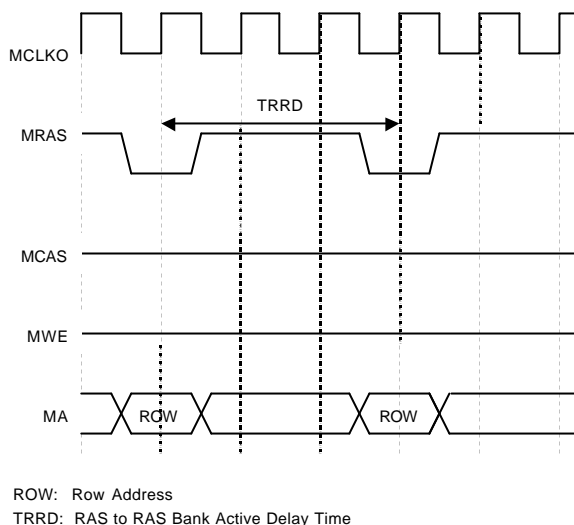 MCLKO
TRRD
MRAS
MCAS
MWE
MA
ROW
ROW
ROW: Row Address
TRRD: RAS to RAS Bank Active Delay Time